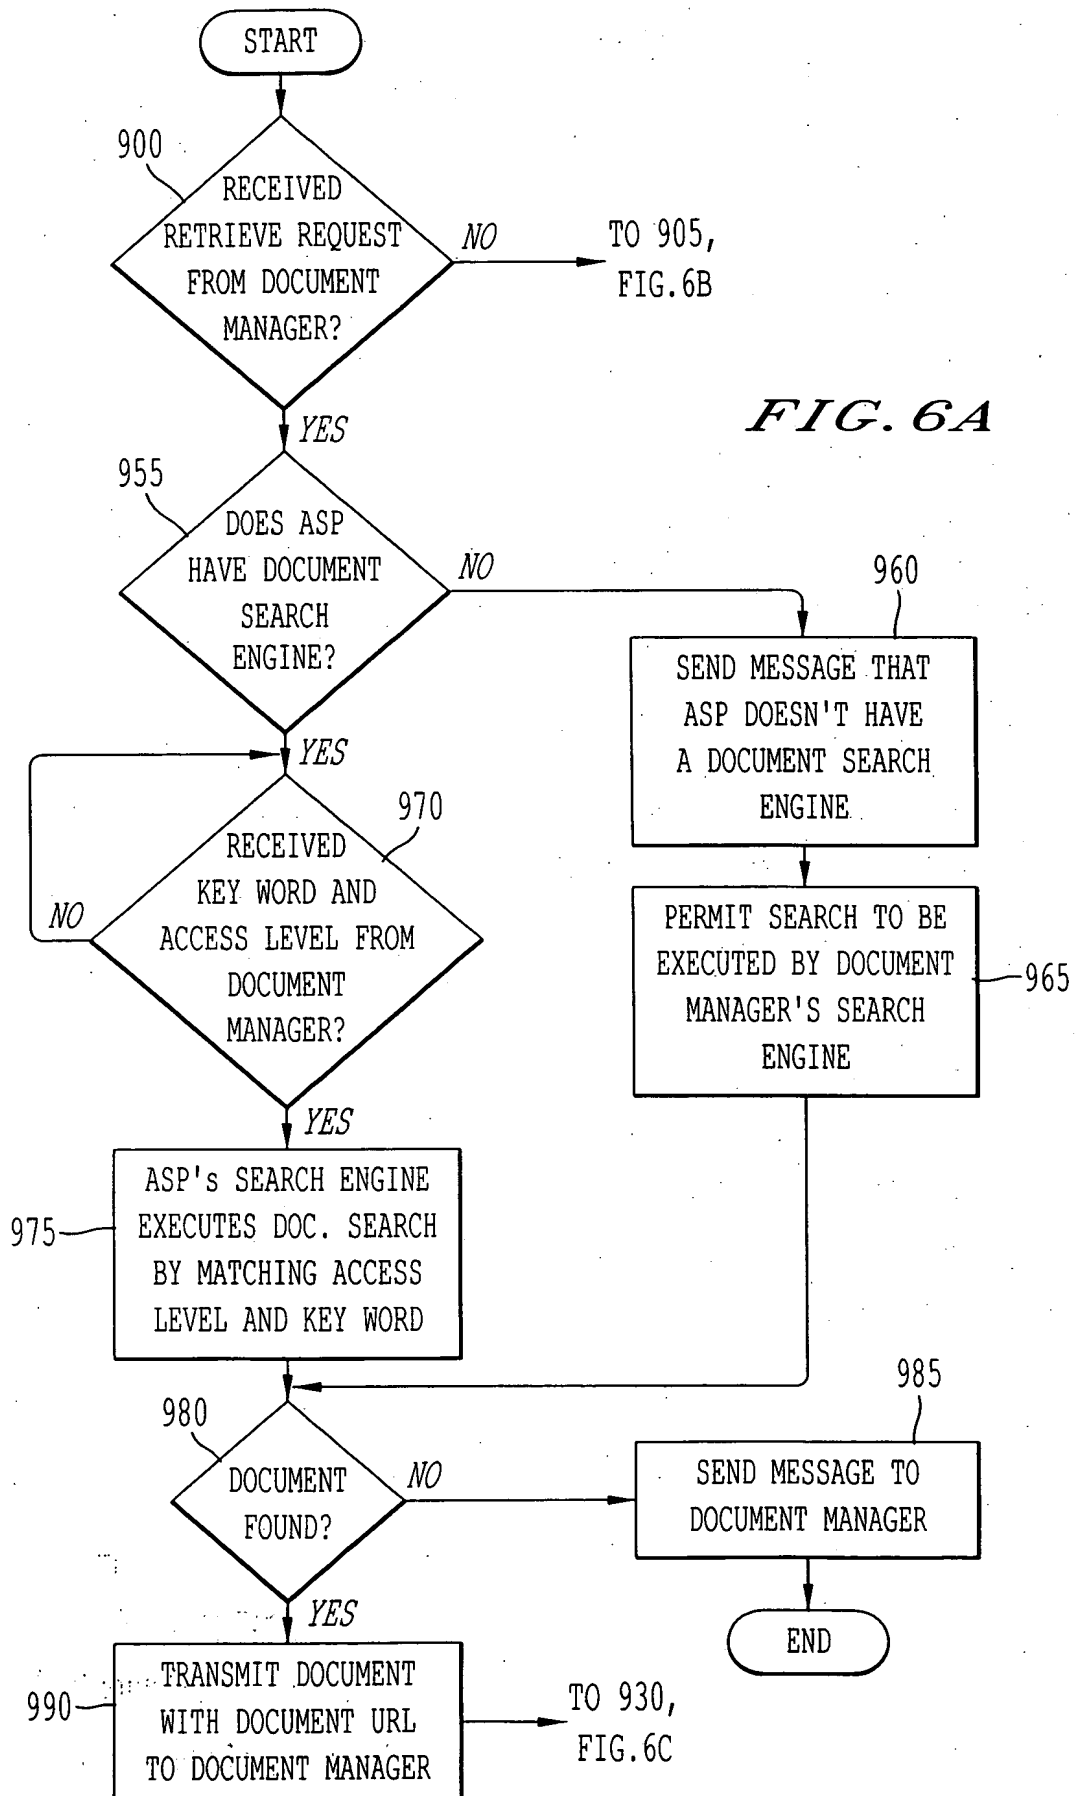 START
900
RECEIVED
RETRIEVE REQUEST
FROM DOCUMENT
MANAGER?
NO
TO 905,
FIG.6B
YES
FIG. 6A
955
DOES ASP
HAVE DOCUMENT
SEARCH
ENGINE?
NO
960
SEND MESSAGE THAT
ASP DOESN'T HAVE
A DOCUMENT SEARCH
ENGINE
YES
970
RECEIVED
KEY WORD AND
ACCESS LEVEL FROM
DOCUMENT
MANAGER?
NO
PERMIT SEARCH TO BE
EXECUTED BY DOCUMENT
MANAGER'S SEARCH
ENGINE
965
YES
975
ASP's SEARCH ENGINE
EXECUTES DOC. SEARCH
BY MATCHING ACCESS
LEVEL AND KEY WORD
980
DOCUMENT
FOUND?
NO
985
SEND MESSAGE TO
DOCUMENT MANAGER
END
YES
990
TRANSMIT DOCUMENT
WITH DOCUMENT URL
TO DOCUMENT MANAGER
TO 930,
FIG.6C